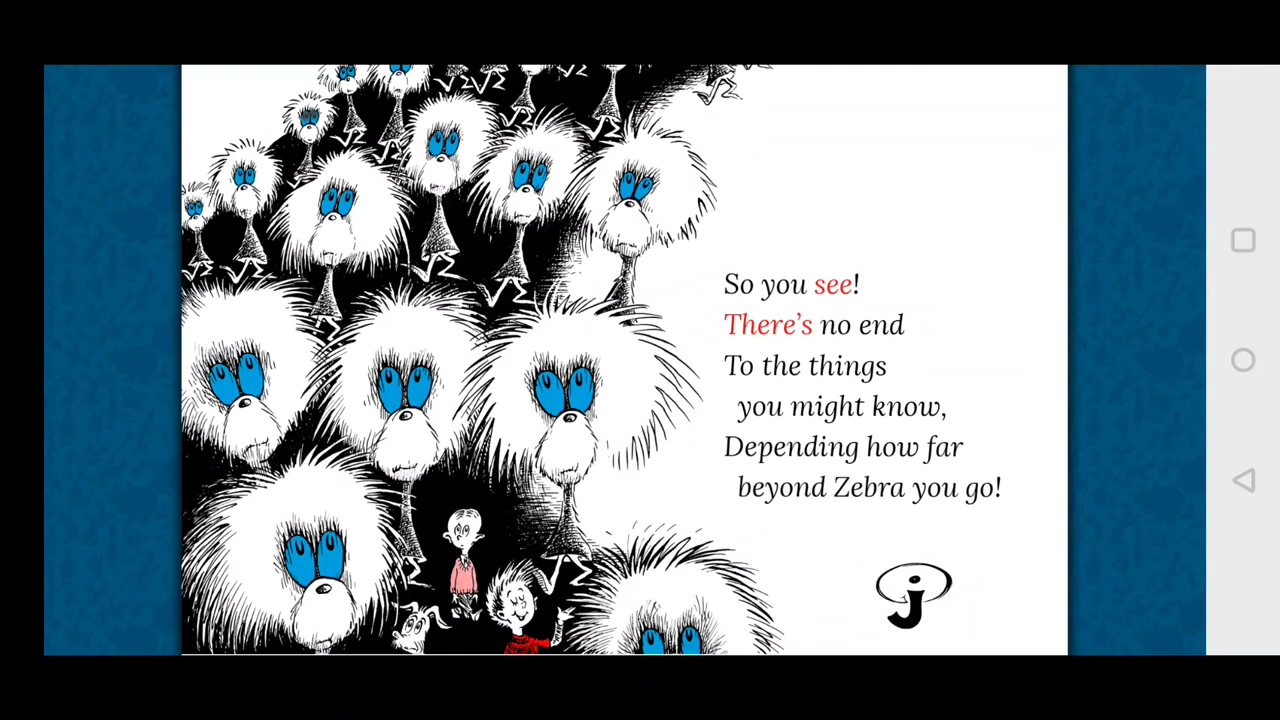 So you see!
There's no end
To the things
you might know,
Depending how far
beyond Zebra you go!